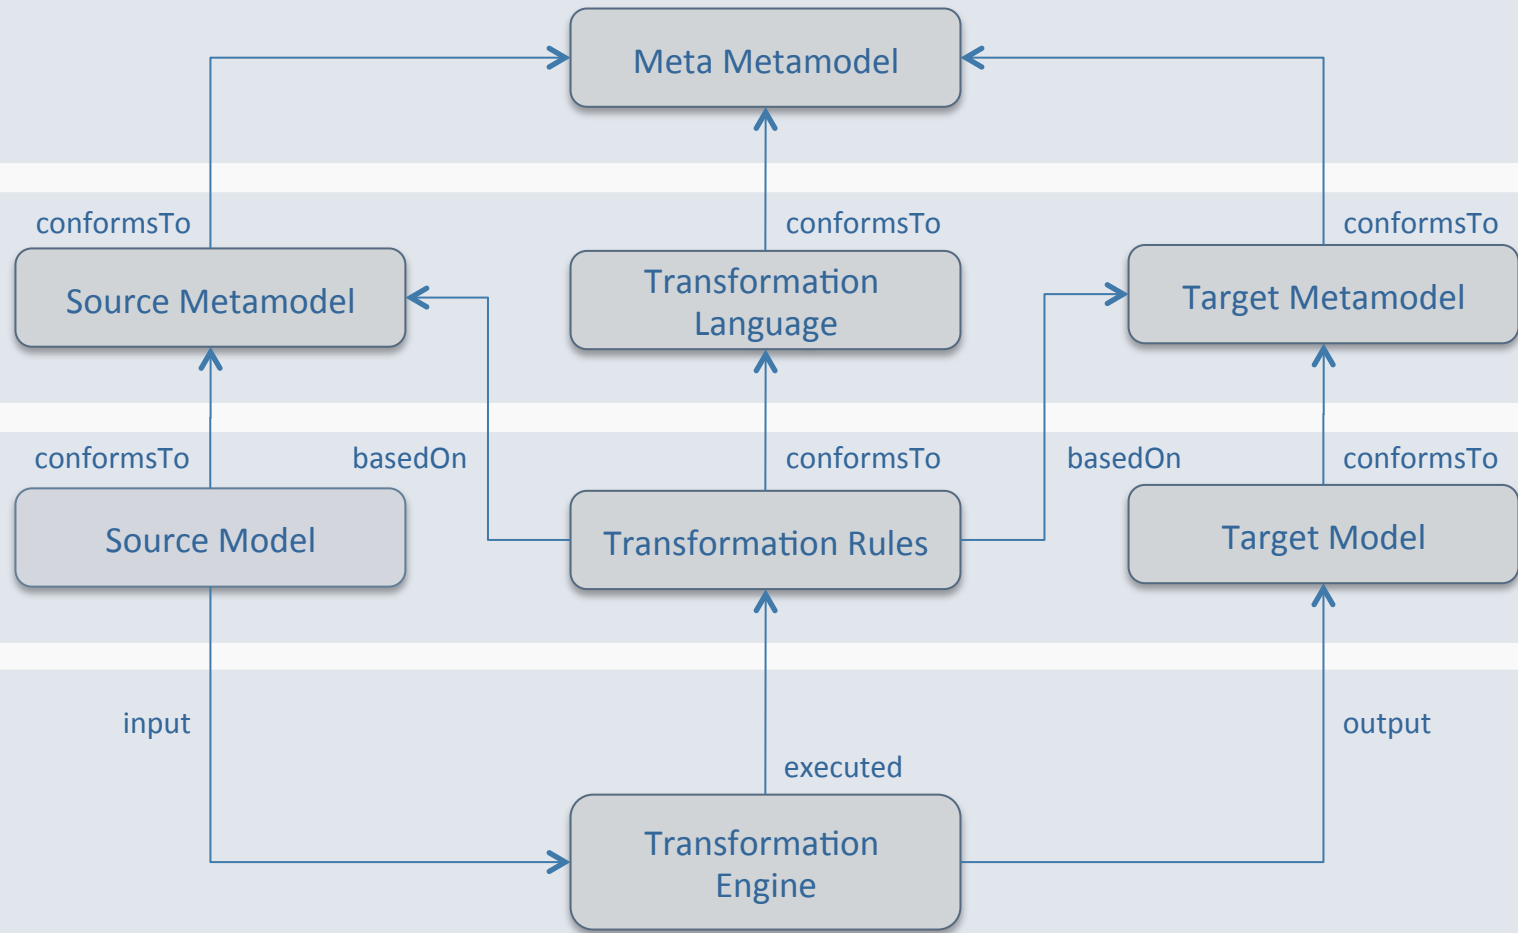 Meta Metamodel
conformsTo
conformsTo
conformsTo
Source Metamodel
Transformation
Language
Target Metamodel
conformsTo
basedOn
conformsTo
basedOn
conformsTo
Source Model
Transformation Rules
Target Model
input
output
executed
Transformation
Engine